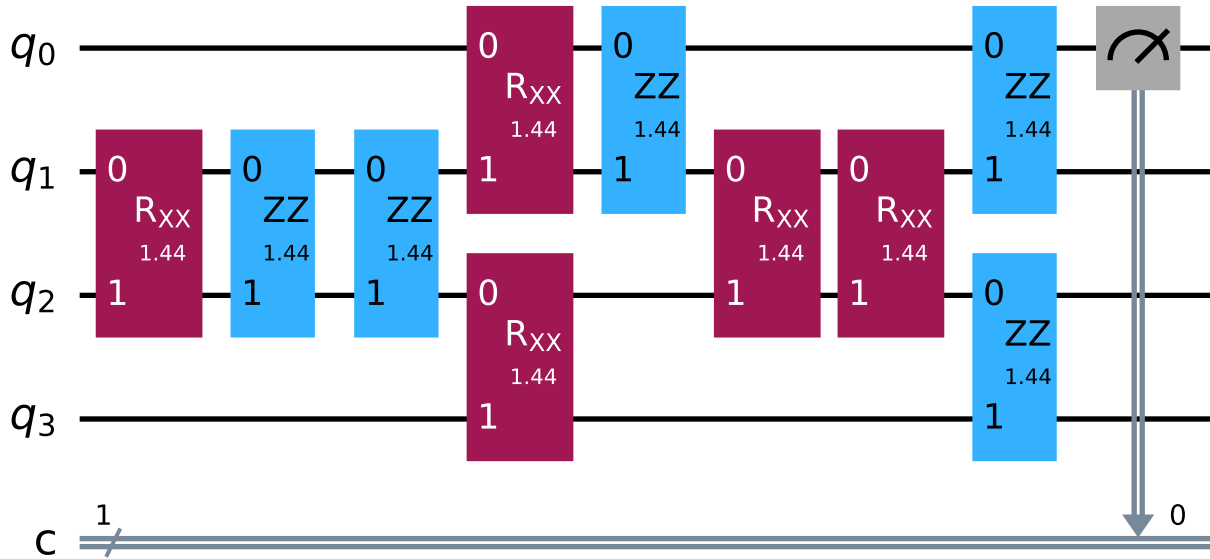 q0 0 0 0
RXX ZZ ZZ
1.44 1.44 1.44
q1 0 0 0 1 1 0 0 1
RXX ZZ ZZ RXX RXX
1.44 1.44 1.44 1.44 1.44
q2 1 1 1 0 1 1 0
RXX ZZ
1.44 1.44
q3 1 1
1 0
c